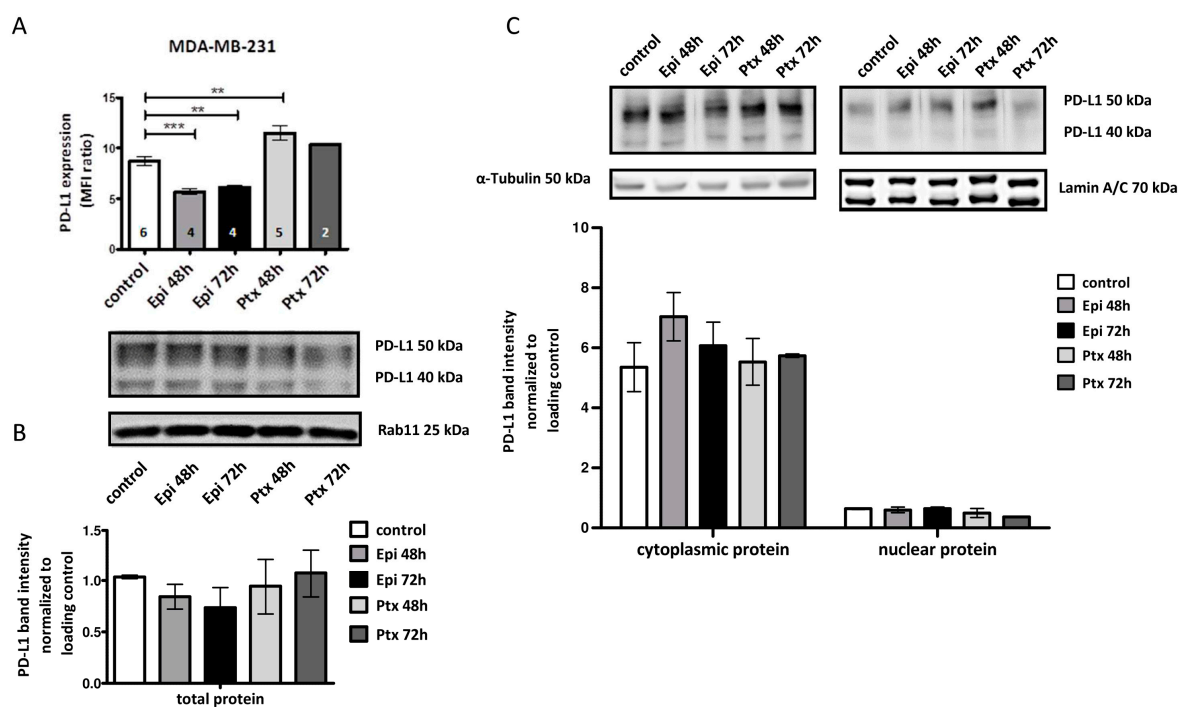 A
MDA-MB-231
PD-L1 expression
(MFI ratio)
15
10
5
0
**
**
***
6
4
4
5
2
control
Epi 48h
Epi 72h
Ptx 48h
Ptx 72h
PD-L1 50 kDa
PD-L1 40 kDa
Rab11 25 kDa
B
control
Epi 48h
Epi 72h
Ptx 48h
Ptx 72h
PD-L1 band intensity
normalized to
loading control
1.5
1.0
0.5
0.0
total protein
control
Epi 48h
Epi 72h
Ptx 48h
Ptx 72h
C
control
Epi 48h
Epi 72h
Ptx 48h
Ptx 72h
control
Epi 48h
Epi 72h
Ptx 48h
Ptx 72h
PD-L1 50 kDa
PD-L1 40 kDa
α-Tubulin 50 kDa
Lamin A/C 70 kDa
PD-L1 band intensity
normalized to
loading control
10
8
6
4
2
0
cytoplasmic protein
nuclear protein
control
Epi 48h
Epi 72h
Ptx 48h
Ptx 72h